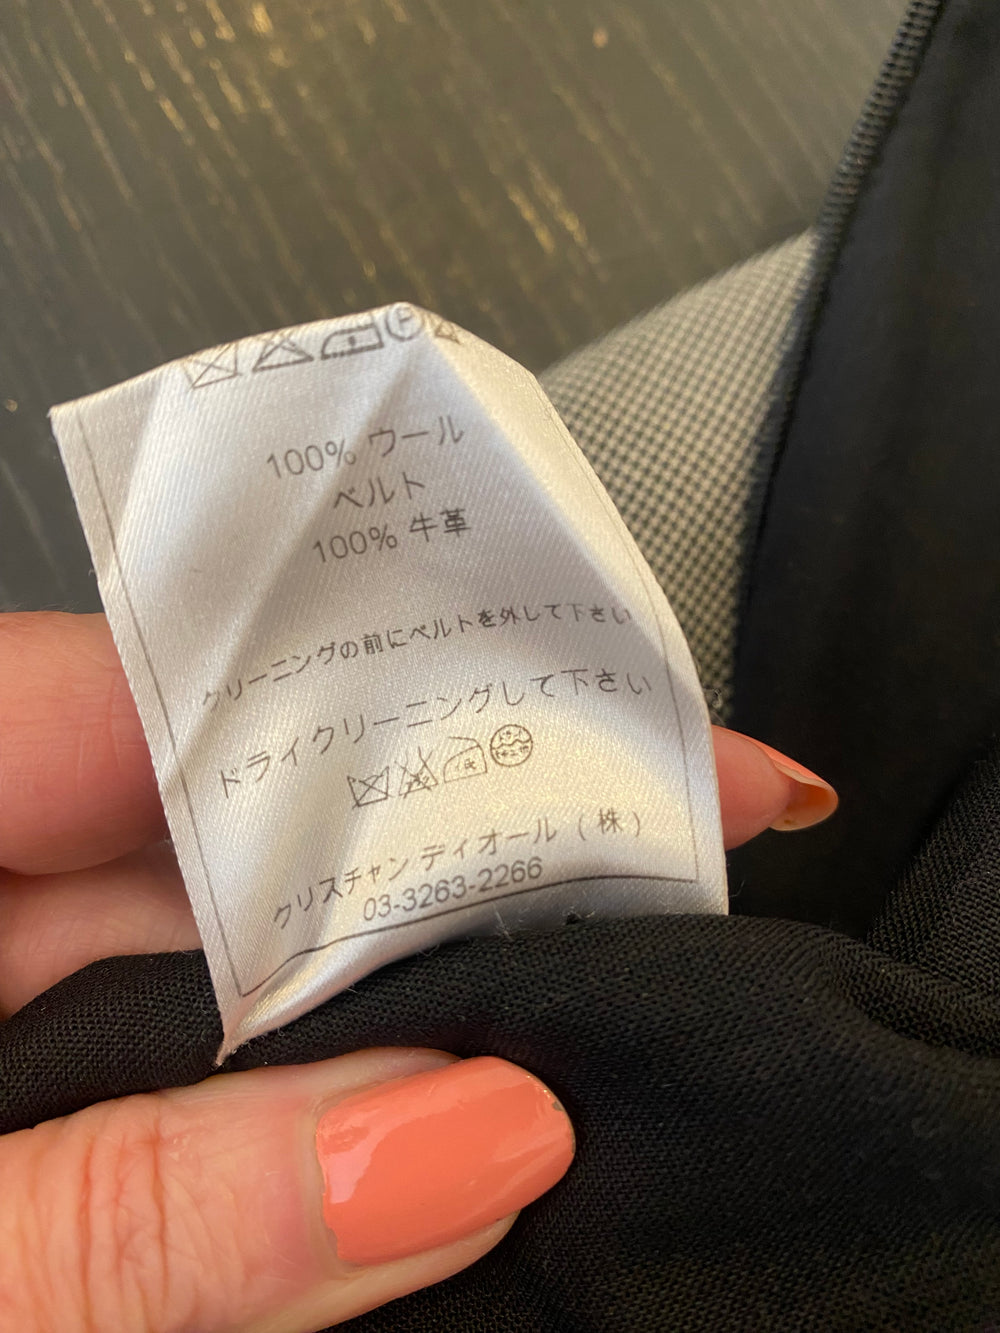 100% ウール
ベルト
100% 牛革
クリーニングの前にベルトを外して下さい
ドライクリーニングして下さい
クリスチャン ディオール (株)
03-3263-2266